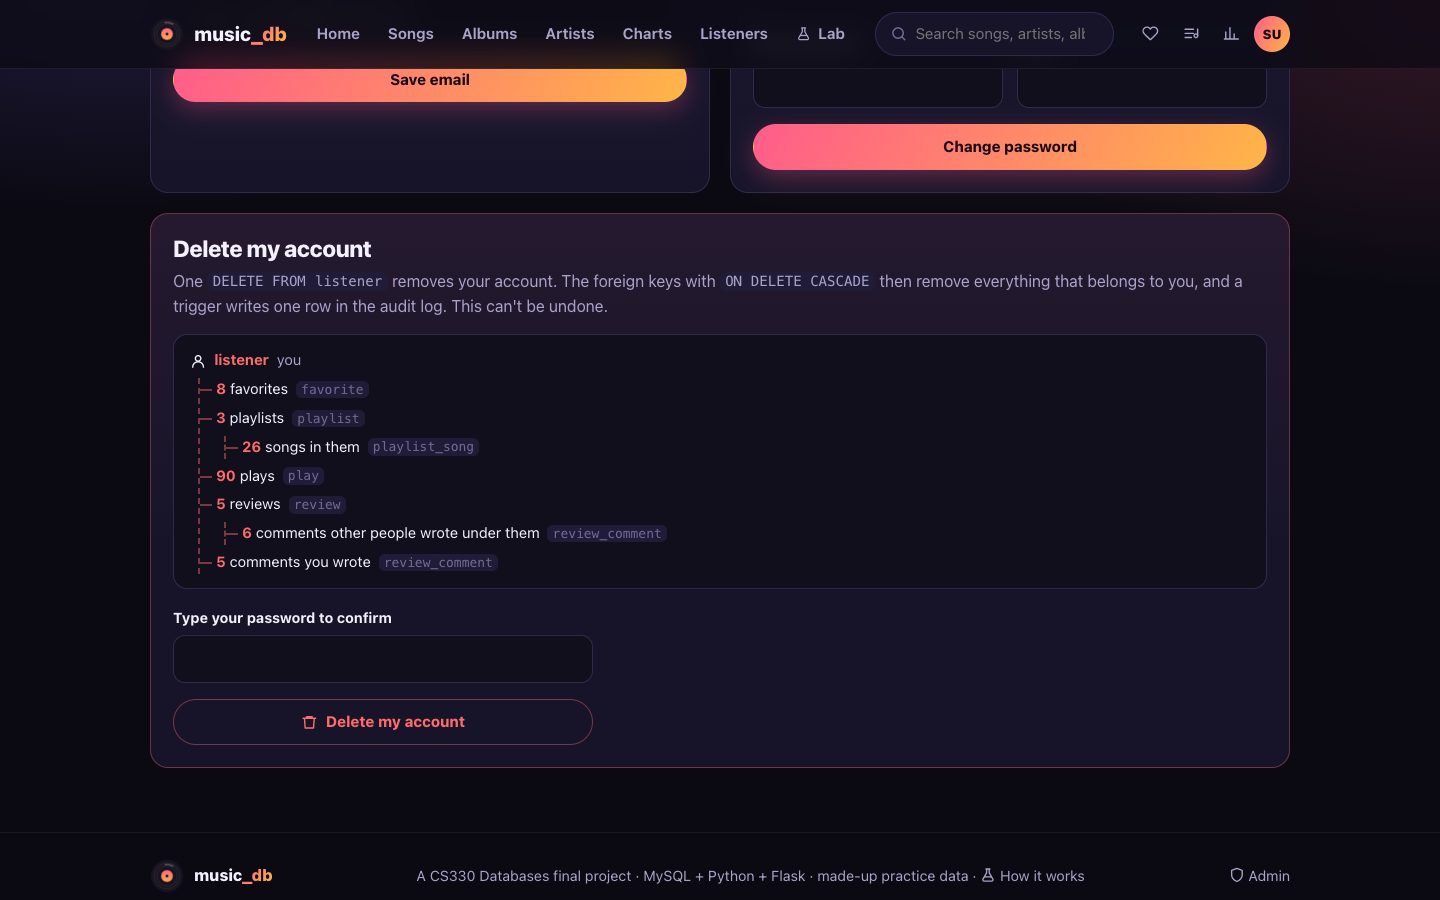 music_db Home Songs Albums Artists Charts Listeners Lab Search songs, artists, alb SU
Save email
Change password
Delete my account
One DELETE FROM listener removes your account. The foreign keys with ON DELETE CASCADE then remove everything that belongs to you, and a
trigger writes one row in the audit log. This can't be undone.
listener you
8 favorites favorite
3 playlists playlist
26 songs in them playlist_song
90 plays play
5 reviews review
6 comments other people wrote under them review_comment
5 comments you wrote review_comment
Type your password to confirm
Delete my account
music_db A CS330 Databases final project · MySQL + Python + Flask · made-up practice data · How it works Admin